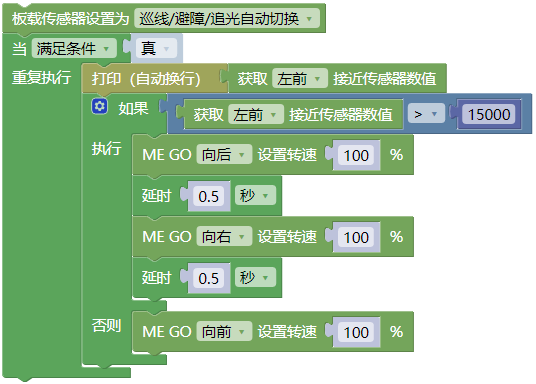 板载传感器设置为 巡线/避障/追光自动切换
当 满足条件 真
重复执行 打印（自动换行） 获取 左前 接近传感器数值
如果 获取 左前 接近传感器数值 > 15000
执行 ME GO 向后 设置转速 100 %
延时 0.5 秒
ME GO 向右 设置转速 100 %
延时 0.5 秒
否则 ME GO 向前 设置转速 100 %